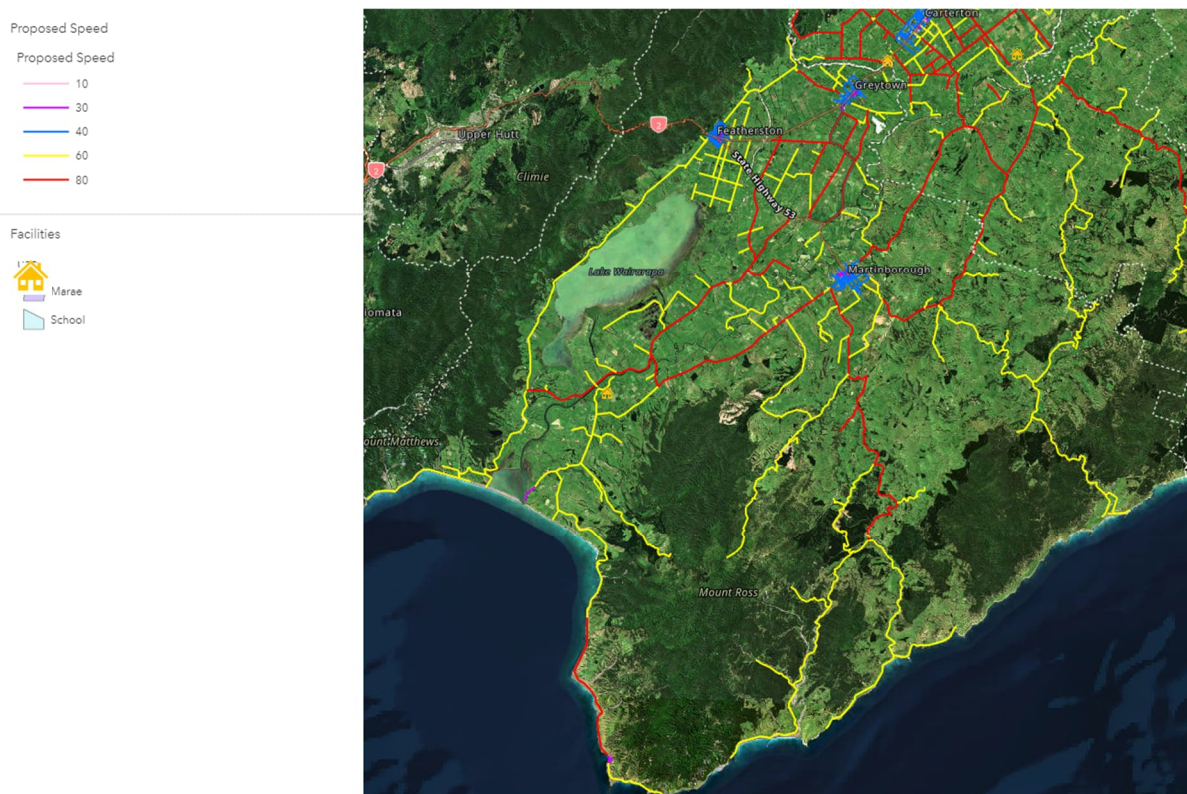 Proposed Speed
Proposed Speed
10
30
40
60
80
Facilities
Marae
School
Carterton
Greytown
Upper Hutt
2
Featherston
2
Climie
State Highway 53
Lake Wairarapa
Martinborough
iomata
ount Matthews
Mount Ross